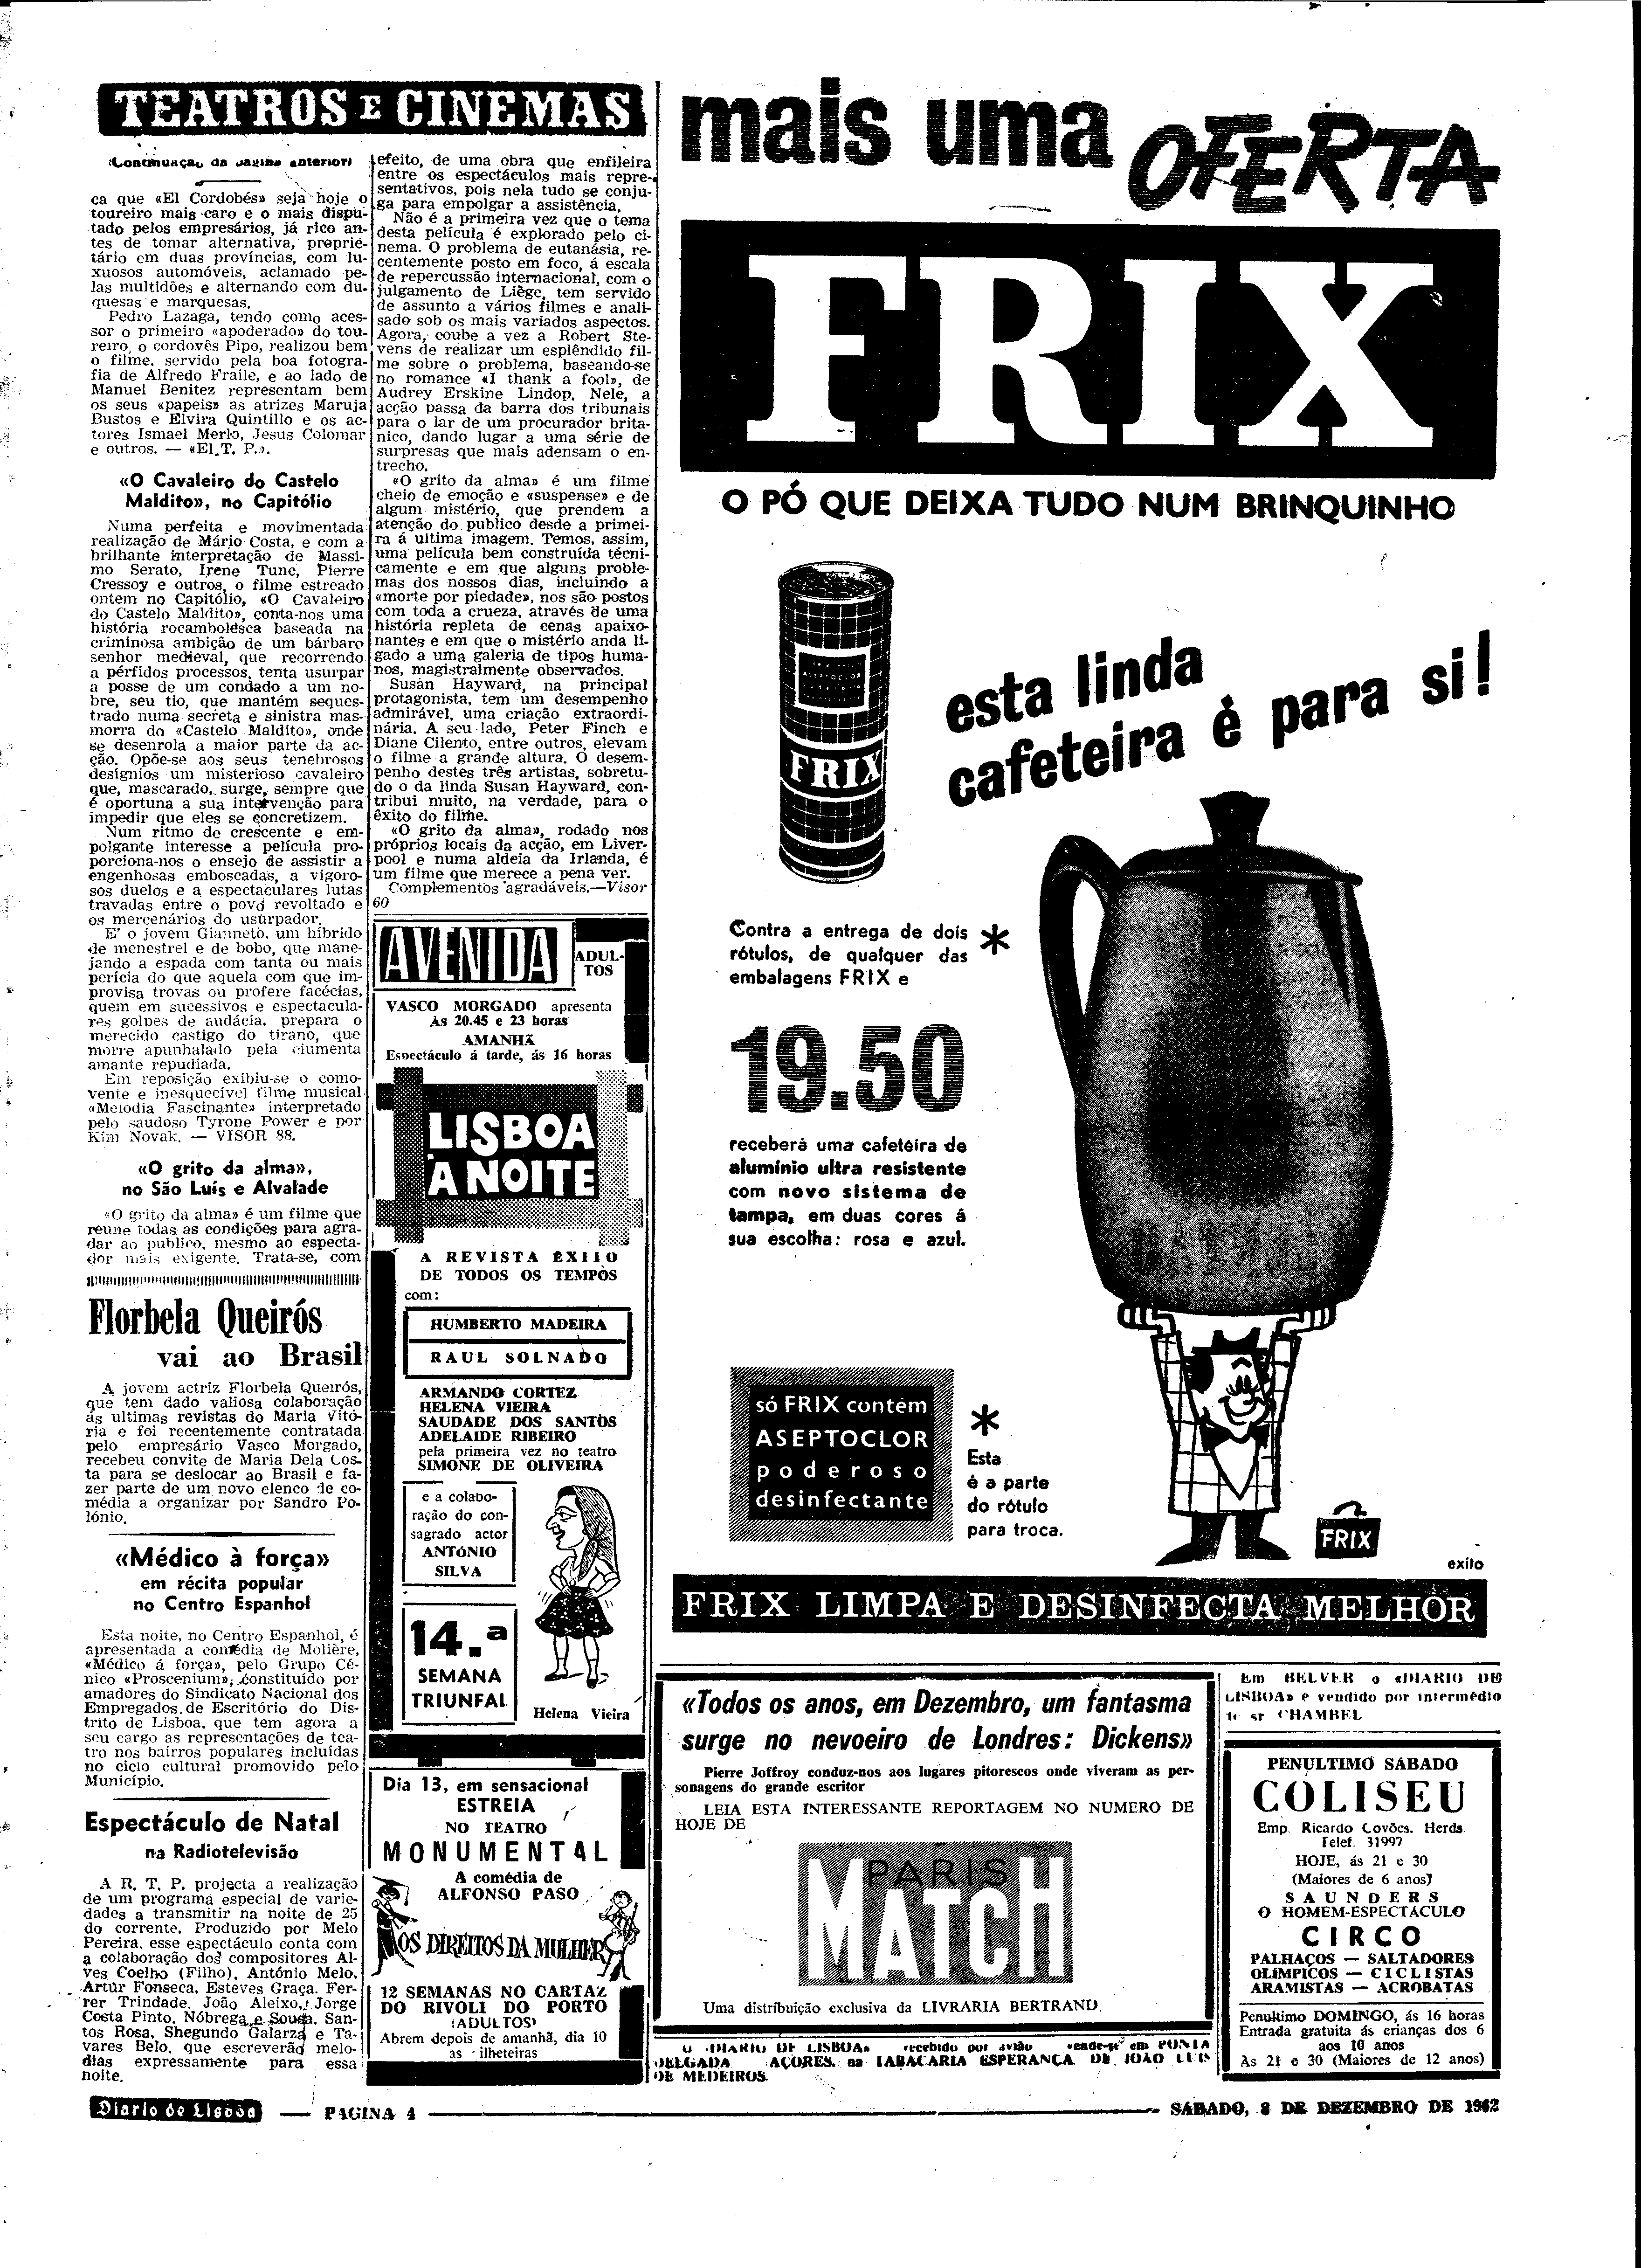 TEATROS E CINEMAS
(Continuação da página anterior)
ca que «El Cordobés» seja hoje o
toureiro mais caro e o mais dispu-
tado pelos empresários, já rico an-
tes de tomar alternativa, proprie-
tário em duas províncias, com lu-
xuosos automóveis, aclamado pe-
las multidões e alternando com du-
quesas e marquesas.
Pedro Lazaga, tendo como aces-
sor o primeiro «apoderado» do tou-
reiro, o cordovês Pipo, realizou bem
o filme, servido pela boa fotogra-
fia de Alfredo Fraile, e ao lado de
Manuel Benitez representam bem
os seus «papeis» as atrizes Maruja
Bustos e Elvira Quintillo e os ac-
tores Ismael Merlo, Jesus Colomar
e outros. — «El T. P.».
«O Cavaleiro do Castelo
Maldito», no Capitólio
Numa perfeita e movimentada
realização de Mário Costa, e com a
brilhante interpretação de Massi-
mo Serato, Irene Tunc, Pierre
Cressoy e outros, o filme estreado
ontem no Capitólio, «O Cavaleiro
do Castelo Maldito», conta-nos uma
história rocambolesca baseada na
criminosa ambição de um bárbaro
senhor medieval, que recorrendo
a pérfidos processos, tenta usurpar
a posse de um condado a um no-
bre, seu tio, que mantém seques-
trado numa secreta e sinistra mas-
morra do «Castelo Maldito», onde
se desenrola a maior parte da ac-
ção. Opõe-se aos seus tenebrosos
desígnios um misterioso cavaleiro
que, mascarado, surge, sempre que
é oportuna a sua intervenção para
impedir que eles se concretizem.
Num ritmo de crescente e em-
polgante interesse a película pro-
porciona-nos o ensejo de assistir a
engenhosas emboscadas, a vigoro-
sos duelos e a espectaculares lutas
travadas entre o povo revoltado e
os mercenários do usurpador.
E' o jovem Gianneto, um híbrido
de menestrel e de bobo, que mane-
jando a espada com tanta ou mais
perícia do que aquela com que im-
provisa trovas ou profere facécias,
quem em sucessivos e espectacula-
res golpes de audácia, prepara o
merecido castigo do tirano, que
morre apunhalado pela ciumenta
amante repudiada.
Em reposição exibiu-se o como-
vente e inesquecível filme musical
«Melodia Fascinante» interpretado
pelo saudoso Tyrone Power e por
Kim Novak. — VISOR 88.
«O grito da alma»,
no São Luís e Alvalade
«O grito da alma» é um filme que
reune todas as condições para agra-
dar ao publico, mesmo ao especta-
dor mais exigente. Trata-se, com
efeito, de uma obra que enfileira
entre os espectáculos mais repre-
sentativos, pois nela tudo se conju-
ga para empolgar a assistência.
Não é a primeira vez que o tema
desta película é explorado pelo ci-
nema. O problema de eutanásia, re-
centemente posto em foco, á escala
de repercussão internacional, com o
julgamento de Liège, tem servido
de assunto a vários filmes e anali-
sado sob os mais variados aspectos.
Agora, coube a vez a Robert Ste-
vens de realizar um esplêndido fil-
me sobre o problema, baseando-se
no romance «I thank a fool», de
Audrey Erskine Lindop. Nele, a
acção passa da barra dos tribunais
para o lar de um procurador brita-
nico, dando lugar a uma série de
surpresas que mais adensam o en-
trecho.
«O grito da alma» é um filme
cheio de emoção e «suspense» e de
algum mistério, que prendem a
atenção do publico desde a primei-
ra á ultima imagem. Temos, assim,
uma película bem construída técni-
camente e em que alguns proble-
mas dos nossos dias, incluindo a
«morte por piedade», nos são postos
com toda a crueza, através de uma
história repleta de cenas apaixo-
nantes e em que o mistério anda li-
gado a uma galeria de tipos huma-
nos, magistralmente observados.
Susan Hayward, na principal
protagonista, tem um desempenho
admirável, uma criação extraordi-
nária. A seu lado, Peter Finch e
Diane Cilento, entre outros, elevam
o filme a grande altura. O desem-
penho destes três artistas, sobretu-
do o da linda Susan Hayward, con-
tribui muito, na verdade, para o
êxito do filme.
«O grito da alma», rodado nos
próprios locais da acção, em Liver-
pool e numa aldeia da Irlanda, é
um filme que merece a pena ver.
Complementos agradáveis.—Visor
60
Florbela Queirós
vai ao Brasil
A jovem actriz Florbela Queirós,
que tem dado valiosa colaboração
ás ultimas revistas do Maria Vitó-
ria e foi recentemente contratada
pelo empresário Vasco Morgado,
recebeu convite de Maria Dela Cos-
ta para se deslocar ao Brasil e fa-
zer parte de um novo elenco de co-
média a organizar por Sandro Po-
lónio.
«Médico à força»
em récita popular
no Centro Espanhol
Esta noite, no Centro Espanhol, é
apresentada a comédia de Molière,
«Médico á força», pelo Grupo Cé-
nico «Proscenium», constituído por
amadores do Sindicato Nacional dos
Empregados de Escritório do Dis-
trito de Lisboa, que tem agora a
seu cargo as representações de tea-
tro nos bairros populares incluídas
no ciclo cultural promovido pelo
Município.
Espectáculo de Natal
na Radiotelevisão
A R. T. P. projecta a realização
de um programa especial de varie-
dades a transmitir na noite de 25
do corrente. Produzido por Melo
Pereira, esse espectáculo conta com
a colaboração dos compositores Al-
ves Coelho (Filho), António Melo,
Artúr Fonseca, Esteves Graça, Fer-
rer Trindade, João Aleixo, Jorge
Costa Pinto, Nóbrega e Sousa, San-
tos Rosa, Shegundo Galarza e Ta-
vares Belo, que escreverão melo-
dias expressamente para essa
noite.
AVENIDA
ADUL-
TOS
VASCO MORGADO apresenta
Às 20.45 e 23 horas
AMANHÃ
Espectáculo á tarde, ás 16 horas
LISBOA
À NOITE
A REVISTA ÊXITO
DE TODOS OS TEMPOS
com:
HUMBERTO MADEIRA
RAUL SOLNADO
ARMANDO CORTEZ
HELENA VIEIRA
SAUDADE DOS SANTOS
ADELAIDE RIBEIRO
pela primeira vez no teatro
SIMONE DE OLIVEIRA
e a colabo-
ração do con-
sagrado actor
ANTÓNIO
SILVA
14.ª
SEMANA
TRIUNFAL
Helena Vieira
Dia 13, em sensacional
ESTREIA
NO TEATRO
MONUMENTAL
A comédia de
ALFONSO PASO
OS DIREITOS DA MULHER
12 SEMANAS NO CARTAZ
DO RIVOLI DO PORTO
(ADULTOS)
Abrem depois de amanhã, dia 10
as bilheteiras
mais uma OFERTA
FRIX
O PÓ QUE DEIXA TUDO NUM BRINQUINHO
FRIX
esta linda
cafeteira é para si!
Contra a entrega de dois *
rótulos, de qualquer das
embalagens FRIX e
19.50
receberá uma cafeteira de
alumínio ultra resistente
com novo sistema de
tampa, em duas cores á
sua escolha: rosa e azul.
só FRIX contém
ASEPTOCLOR
poderoso
desinfectante
*
Esta
é a parte
do rótulo
para troca.
FRIX
exito
FRIX LIMPA E DESINFECTA MELHOR
«Todos os anos, em Dezembro, um fantasma
surge no nevoeiro de Londres: Dickens»
Pierre Joffroy conduz-nos aos lugares pitorescos onde viveram as per-
sonagens do grande escritor
LEIA ESTA INTERESSANTE REPORTAGEM NO NUMERO DE
HOJE DE
PARIS
MATCH
Uma distribuição exclusiva da LIVRARIA BERTRAND.
O «DIARIO DE LISBOA» recebido por avião vende-se em PONTA
DELGADA AÇORES, na TABACARIA ESPERANÇA DE JOÃO LUIS
DE MEDEIROS.
Em BELVER o «DIARIO DE
LISBOA» é vendido por intermédio
de sr CHAMBEL
PENULTIMO SÁBADO
COLISEU
Emp. Ricardo Covões, Herds.
Telef. 31997
HOJE, ás 21 e 30
(Maiores de 6 anos)
SAUNDERS
O HOMEM-ESPECTÁCULO
CIRCO
PALHAÇOS — SALTADORES
OLÍMPICOS — CICLISTAS
ARAMISTAS — ACROBATAS
Penultimo DOMINGO, ás 16 horas
Entrada gratuita ás crianças dos 6
aos 10 anos
Às 21 e 30 (Maiores de 12 anos)
Diario de Lisboa — PAGINA 4 — SÁBADO, 8 DE DEZEMBRO DE 1962